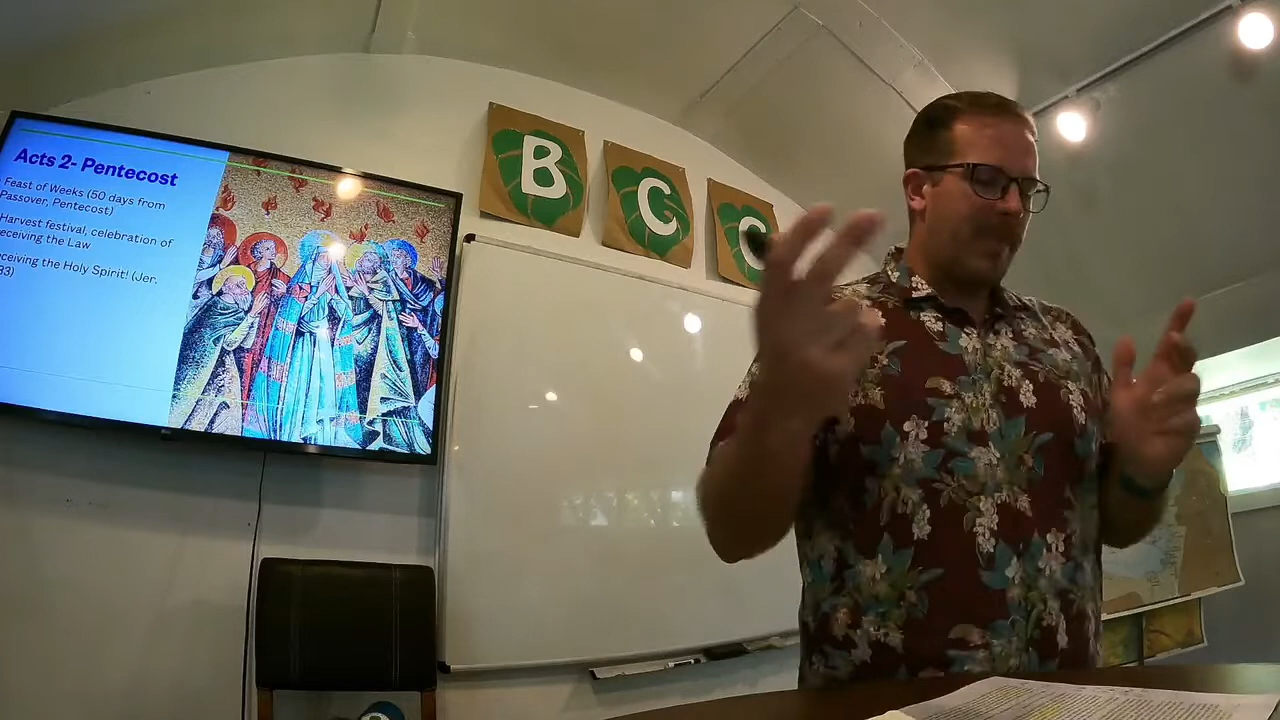 Acts 2- Pentecost
Feast of Weeks (50 days from
Passover, Pentecost)
Harvest festival, celebration of
eceiving the Law
ceiving the Holy Spirit! (Jer.
33)
B
C
C